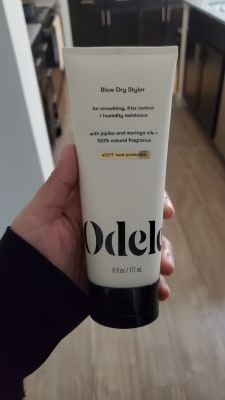 Blow Dry Styler
for smoothing, frizz control
+ humidity resistance
with jojoba and moringa oils +
100% natural fragrance
450°F heat protection
Odele
6 fl oz / 177 mL